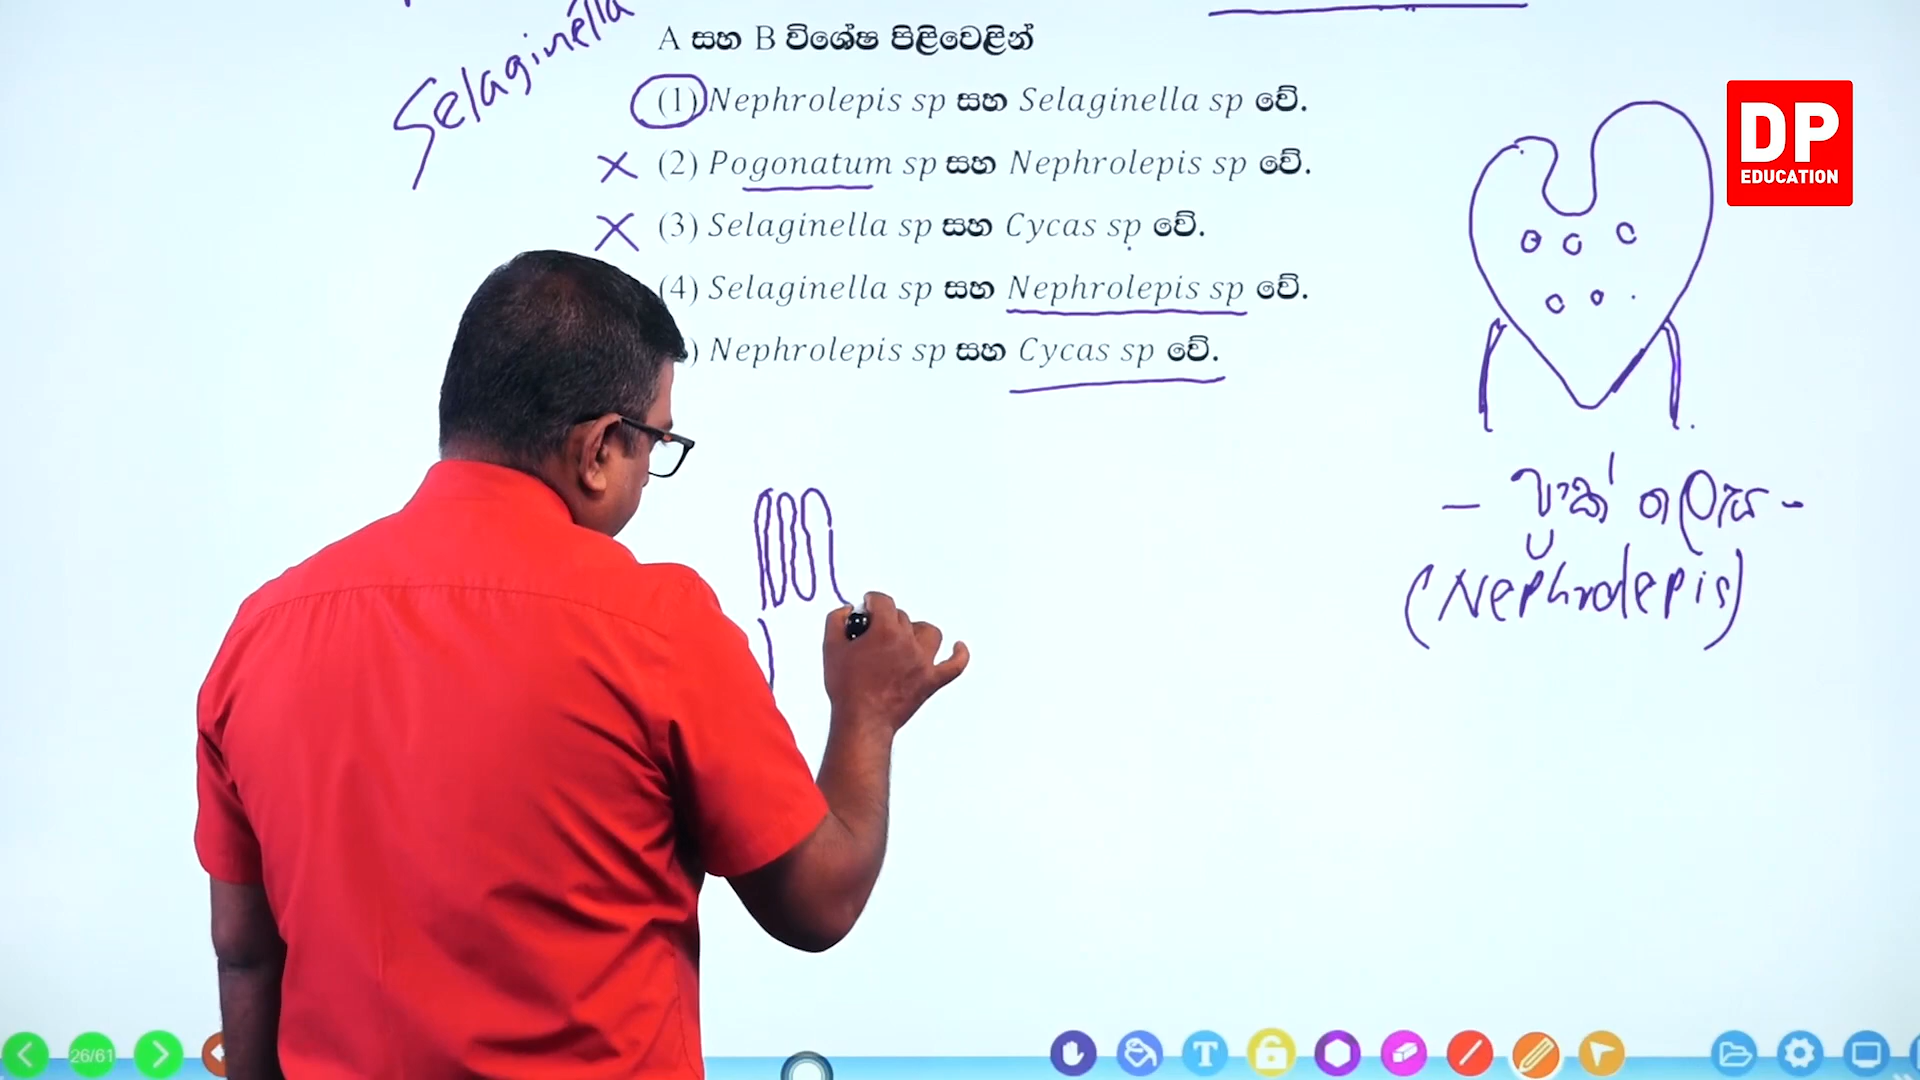 Selaginella
A සහ B විශේෂ පිළිවෙළින්
(1) Nephrolepis sp සහ Selaginella sp වේ.
(2) Pogonatum sp සහ Nephrolepis sp වේ.
(3) Selaginella sp සහ Cycas sp වේ.
(4) Selaginella sp සහ Nephrolepis sp වේ.
) Nephrolepis sp සහ Cycas sp වේ.
DP
EDUCATION
(Nephrolepis)
26/61
T